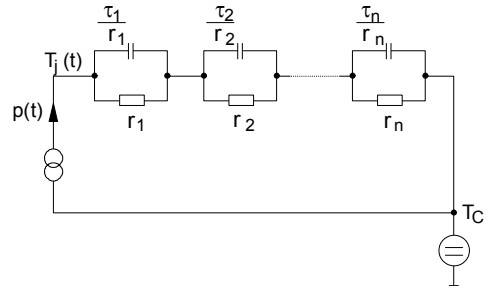 τ1/r1 τ2/r2 τn/rn
Tj(t)
p(t)
r1 r2 rn
TC